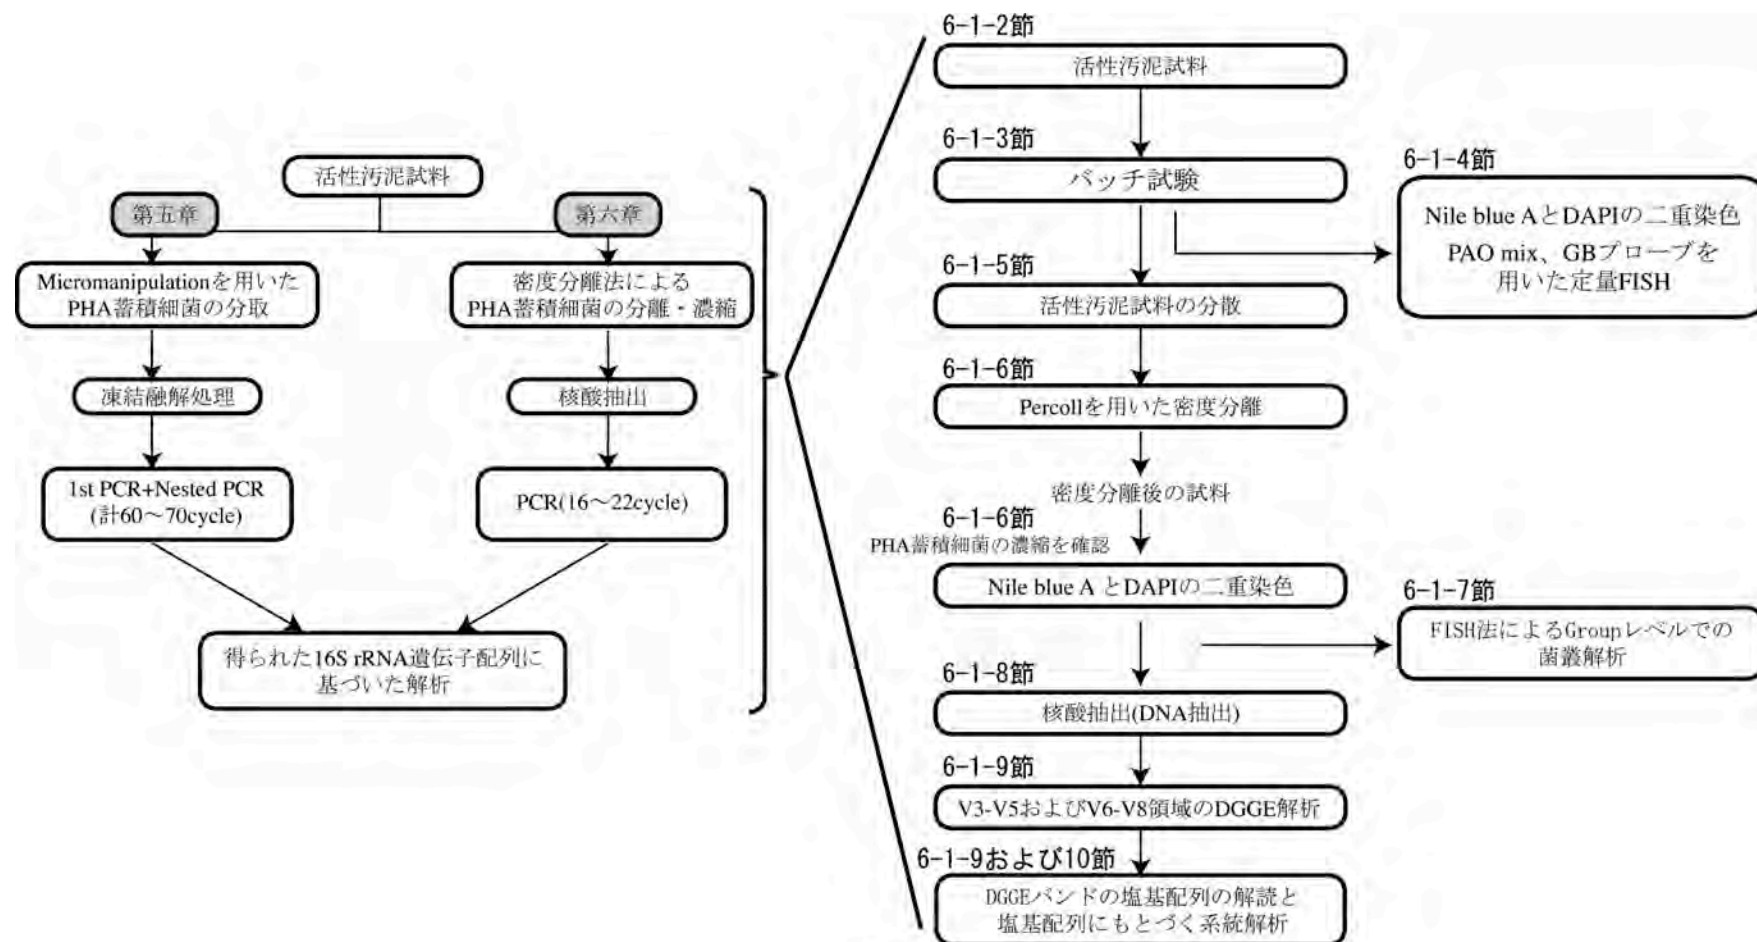 活性汚泥試料
第五章
第六章
Micromanipulationを用いた
PHA蓄積細菌の分取
密度分離法による
PHA蓄積細菌の分離・濃縮
凍結融解処理
核酸抽出
1st PCR+Nested PCR
(計60～70cycle)
PCR(16～22cycle)
得られた16S rRNA遺伝子配列に
基づいた解析
6-1-2節
活性汚泥試料
6-1-3節
バッチ試験
6-1-4節
Nile blue AとDAPIの二重染色
PAO mix、GBプローブを
用いた定量FISH
6-1-5節
活性汚泥試料の分散
6-1-6節
Percollを用いた密度分離
密度分離後の試料
6-1-6節
PHA蓄積細菌の濃縮を確認
Nile blue A とDAPIの二重染色
6-1-7節
FISH法によるGroupレベルでの
菌叢解析
6-1-8節
核酸抽出(DNA抽出)
6-1-9節
V3-V5およびV6-V8領域のDGGE解析
6-1-9および10節
DGGEバンドの塩基配列の解読と
塩基配列にもとづく系統解析